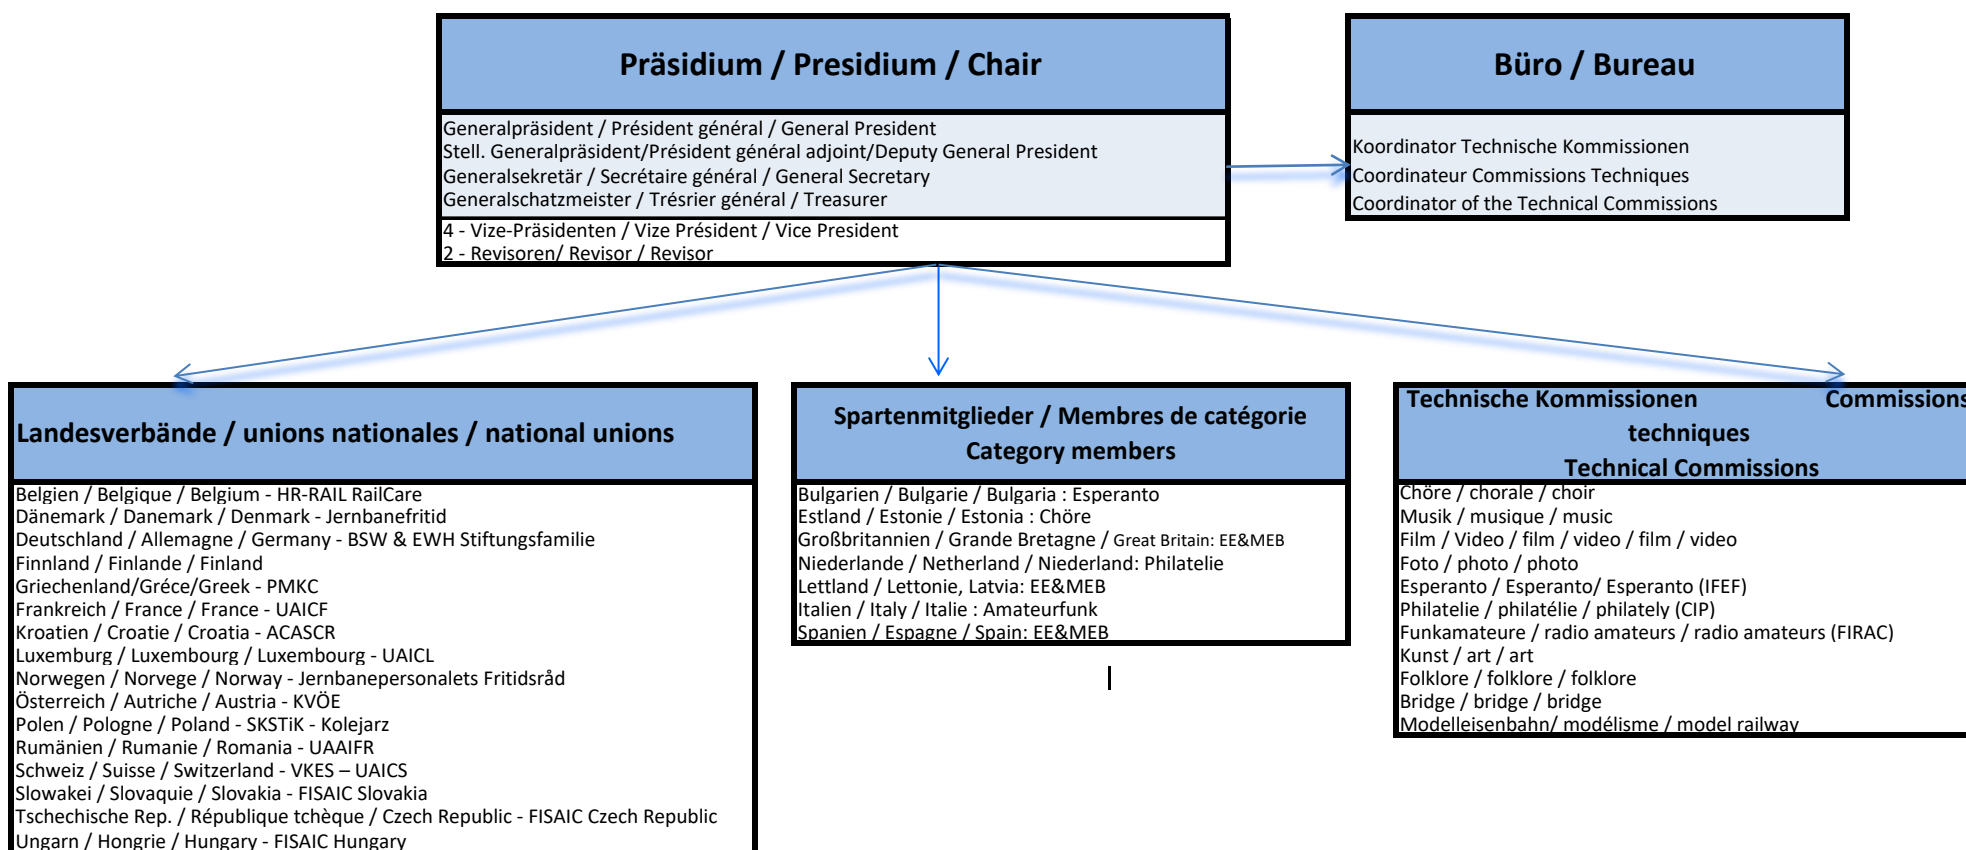 Präsidium / Presidium / Chair
Generalpräsident / Président général / General President
Stell. Generalpräsident/Président général adjoint/Deputy General President
Generalsekretär / Secrétaire général / General Secretary
Generalschatzmeister / Trésrier général / Treasurer
4 - Vize-Präsidenten / Vize Président / Vice President
2 - Revisoren/ Revisor / Revisor
Büro / Bureau
Koordinator Technische Kommissionen
Coordinateur Commissions Techniques
Coordinator of the Technical Commissions
Landesverbände / unions nationales / national unions
Belgien / Belgique / Belgium - HR-RAIL RailCare
Dänemark / Danemark / Denmark - Jernbanefritid
Deutschland / Allemagne / Germany - BSW & EWH Stiftungsfamilie
Finnland / Finlande / Finland
Griechenland/Gréce/Greek - PMKC
Frankreich / France / France - UAICF
Kroatien / Croatie / Croatia - ACASCR
Luxemburg / Luxembourg / Luxembourg - UAICL
Norwegen / Norvege / Norway - Jernbanepersonalets Fritidsråd
Österreich / Autriche / Austria - KVÖE
Polen / Pologne / Poland - SKSTiK - Kolejarz
Rumänien / Rumanie / Romania - UAAIFR
Schweiz / Suisse / Switzerland - VKES – UAICS
Slowakei / Slovaquie / Slovakia - FISAIC Slovakia
Tschechische Rep. / République tchèque / Czech Republic - FISAIC Czech Republic
Ungarn / Hongrie / Hungary - FISAIC Hungary
Spartenmitglieder / Membres de catégorie
Category members
Bulgarien / Bulgarie / Bulgaria : Esperanto
Estland / Estonie / Estonia : Chöre
Großbritannien / Grande Bretagne / Great Britain: EE&MEB
Niederlande / Netherland / Niederland: Philatelie
Lettland / Lettonie, Latvia: EE&MEB
Italien / Italy / Italie : Amateurfunk
Spanien / Espagne / Spain: EE&MEB
Technische Kommissionen Commissions
techniques
Technical Commissions
Chöre / chorale / choir
Musik / musique / music
Film / Video / film / video / film / video
Foto / photo / photo
Esperanto / Esperanto/ Esperanto (IFEF)
Philatelie / philatélie / philately (CIP)
Funkamateure / radio amateurs / radio amateurs (FIRAC)
Kunst / art / art
Folklore / folklore / folklore
Bridge / bridge / bridge
Modelleisenbahn/ modélisme / model railway